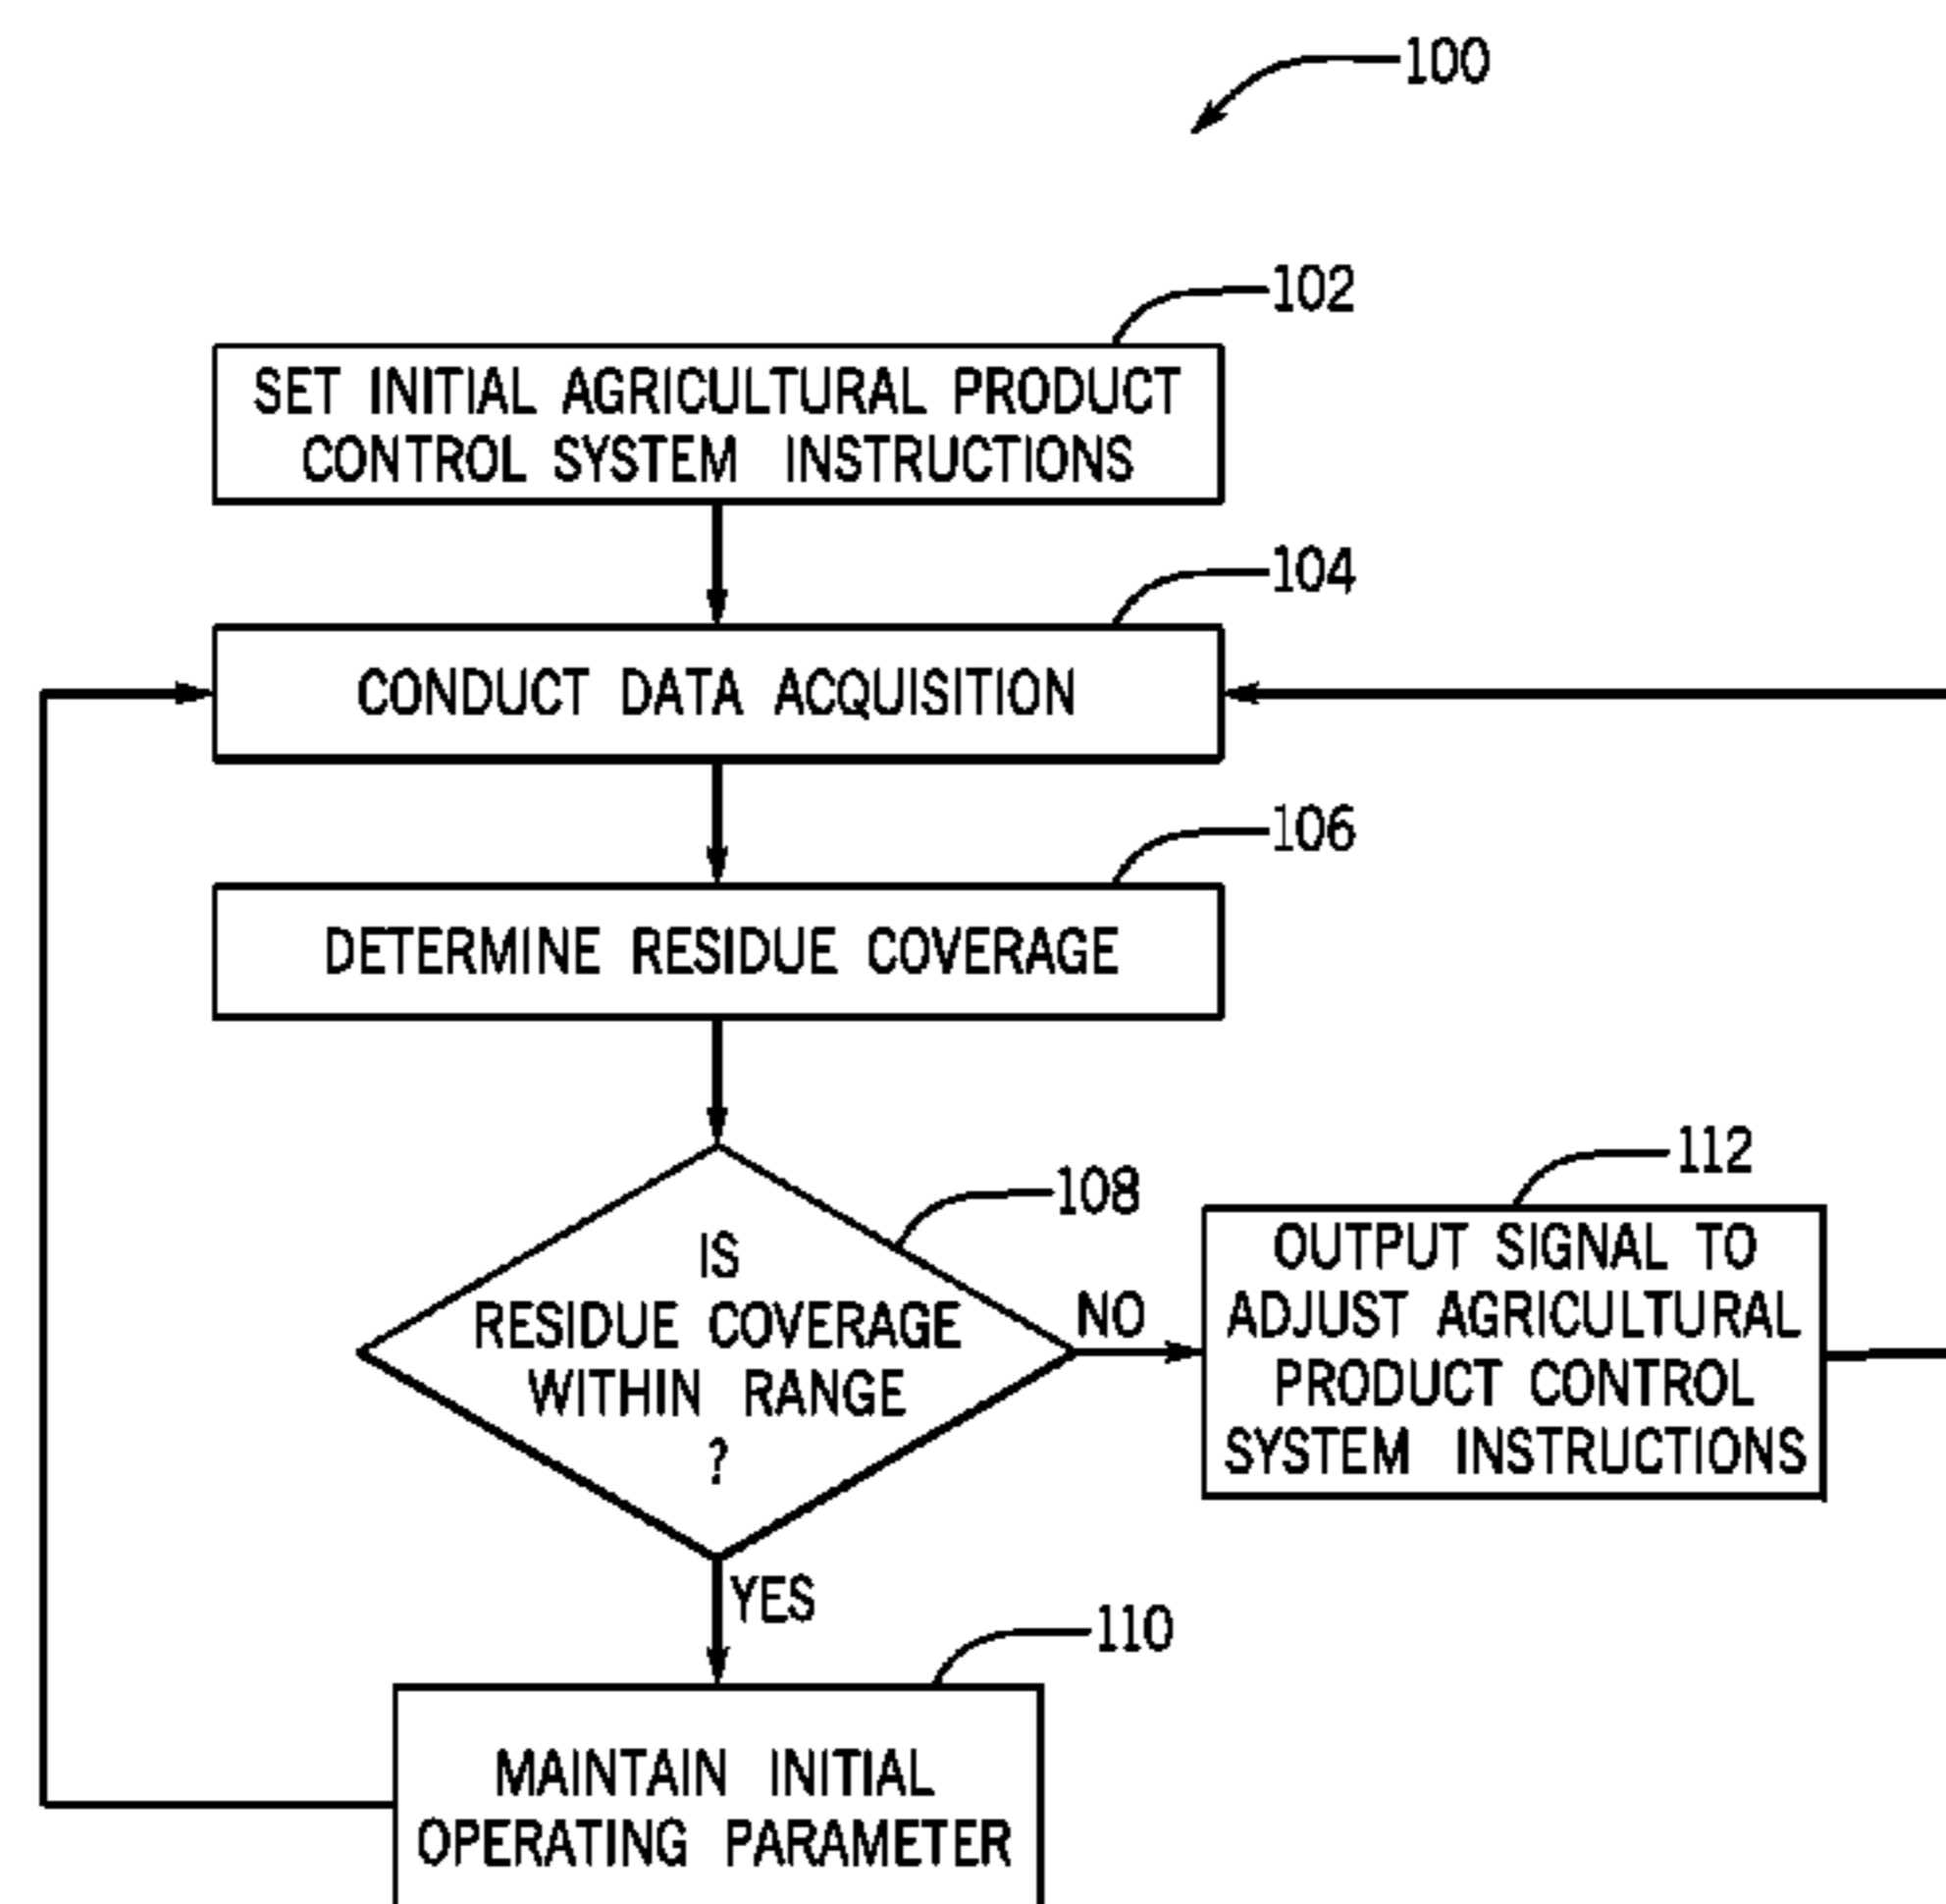 100
102
SET INITIAL AGRICULTURAL PRODUCT
CONTROL SYSTEM INSTRUCTIONS
104
CONDUCT DATA ACQUISITION
106
DETERMINE RESIDUE COVERAGE
108
IS
RESIDUE COVERAGE
WITHIN RANGE
?
NO
112
OUTPUT SIGNAL TO
ADJUST AGRICULTURAL
PRODUCT CONTROL
SYSTEM INSTRUCTIONS
YES
110
MAINTAIN INITIAL
OPERATING PARAMETER